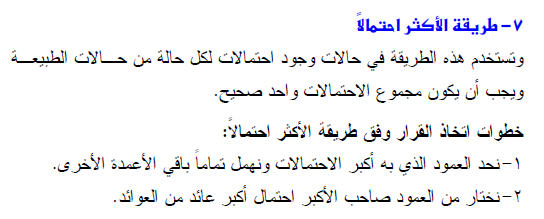 ٧- طريقة الأكثر احتمالاً
وتستخدم هذه الطريقة في حالات وجود احتمالات لكل حالة من حـــالات الطبيعـــة
ويجب أن يكون مجموع الاحتمالات واحد صحيح.
خطوات اتخاذ القرار وفق طريقة الأكثر احتمالاً:
١-نحد العمود الذي به أكبر الاحتمالات ونهمل تماماً باقي الأعمدة الأخرى.
٢-نختار من العمود صاحب الأكبر احتمال أكبر عائد من العوائد.